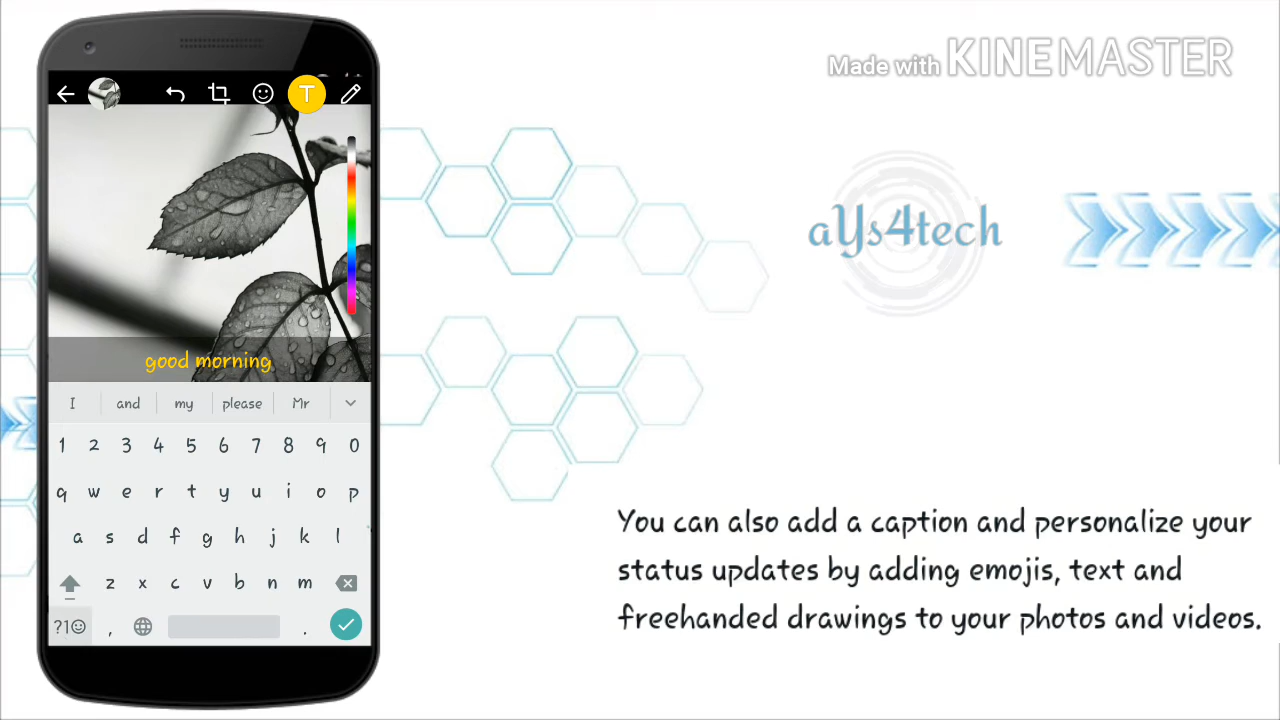 Made with KINEMASTER
T
aYs4tech
good morning
I and my please Mr
1 2 3 4 5 6 7 8 9 0
q w e r t y u i o p
a s d f g h j k l
z x c v b n m
?1☺ , .
You can also add a caption and personalize your
status updates by adding emojis, text and
freehanded drawings to your photos and videos.